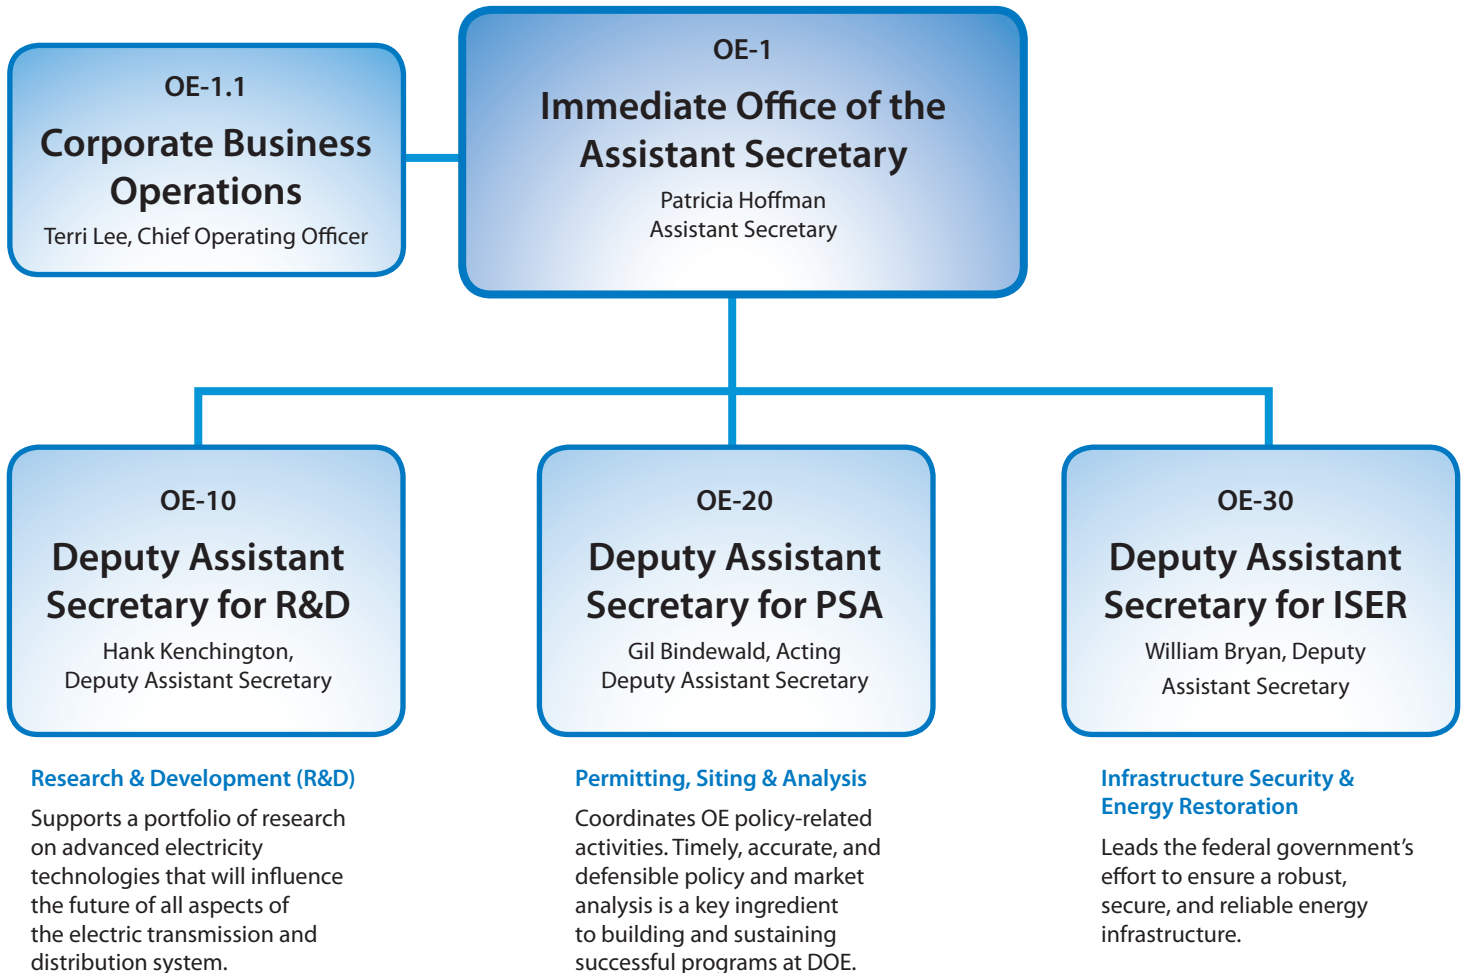 OE-1.1
Corporate Business
Operations
Terri Lee, Chief Operating Officer
OE-1
Immediate Office of the
Assistant Secretary
Patricia Hoffman
Assistant Secretary
OE-10
Deputy Assistant
Secretary for R&D
Hank Kenchington,
Deputy Assistant Secretary
OE-20
Deputy Assistant
Secretary for PSA
Gil Bindewald, Acting
Deputy Assistant Secretary
OE-30
Deputy Assistant
Secretary for ISER
William Bryan, Deputy
Assistant Secretary
Research & Development (R&D)
Supports a portfolio of research
on advanced electricity
technologies that will influence
the future of all aspects of
the electric transmission and
distribution system.
Permitting, Siting & Analysis
Coordinates OE policy-related
activities. Timely, accurate, and
defensible policy and market
analysis is a key ingredient
to building and sustaining
successful programs at DOE.
Infrastructure Security &
Energy Restoration
Leads the federal government’s
effort to ensure a robust,
secure, and reliable energy
infrastructure.